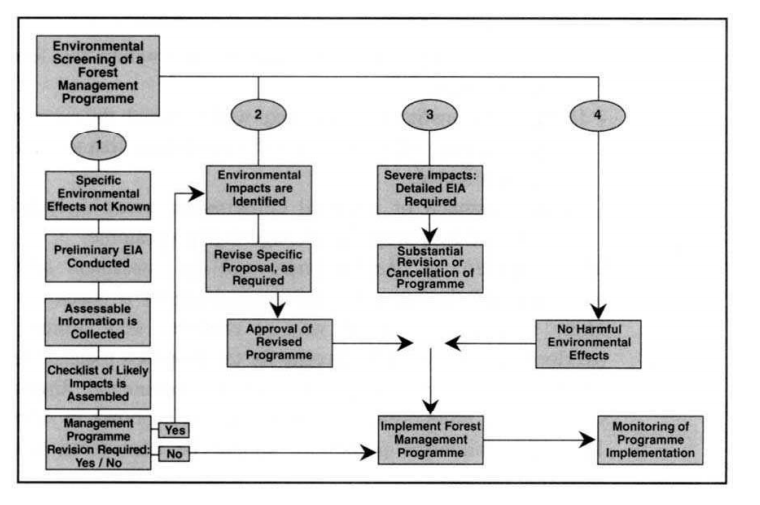 Environmental
Screening of a
Forest
Management
Programme
1
2
3
4
Specific
Environmental
Effects not Known
Preliminary EIA
Conducted
Assessable
Information is
Collected
Checklist of Likely
Impacts is
Assembled
Management
Programme
Revision Required:
Yes / No
Yes
No
Environmental
Impacts are
Identified
Revise Specific
Proposal, as
Required
Approval of
Revised
Programme
Severe Impacts:
Detailed EIA
Required
Substantial
Revision or
Cancellation of
Programme
No Harmful
Environmental
Effects
Implement Forest
Management
Programme
Monitoring of
Programme
Implementation